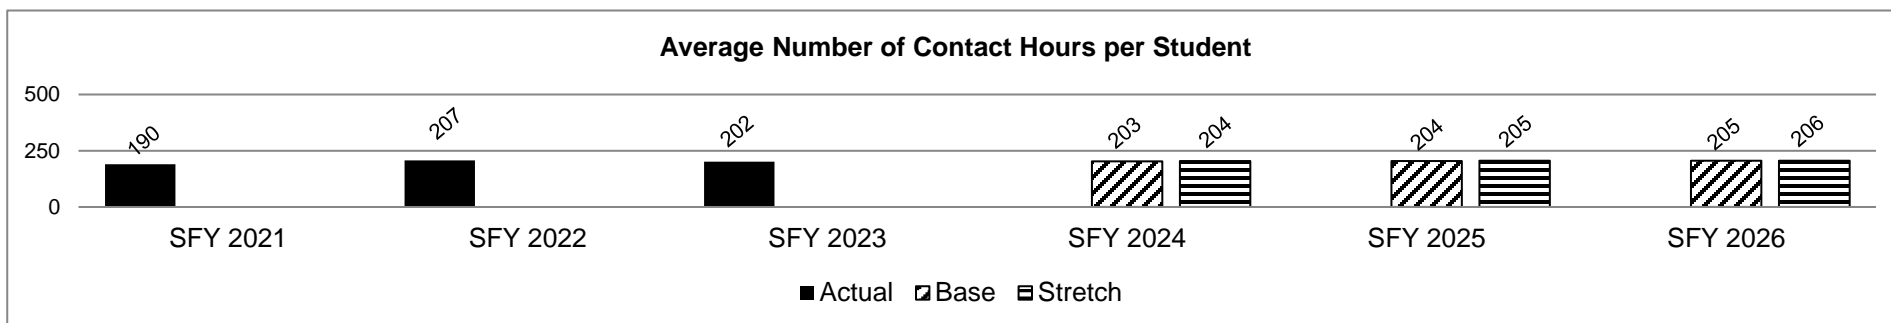 Average Number of Contact Hours per Student
500
250
0
190
207
202
203
204
204
205
205
206
SFY 2021
SFY 2022
SFY 2023
SFY 2024
SFY 2025
SFY 2026
Actual
Base
Stretch